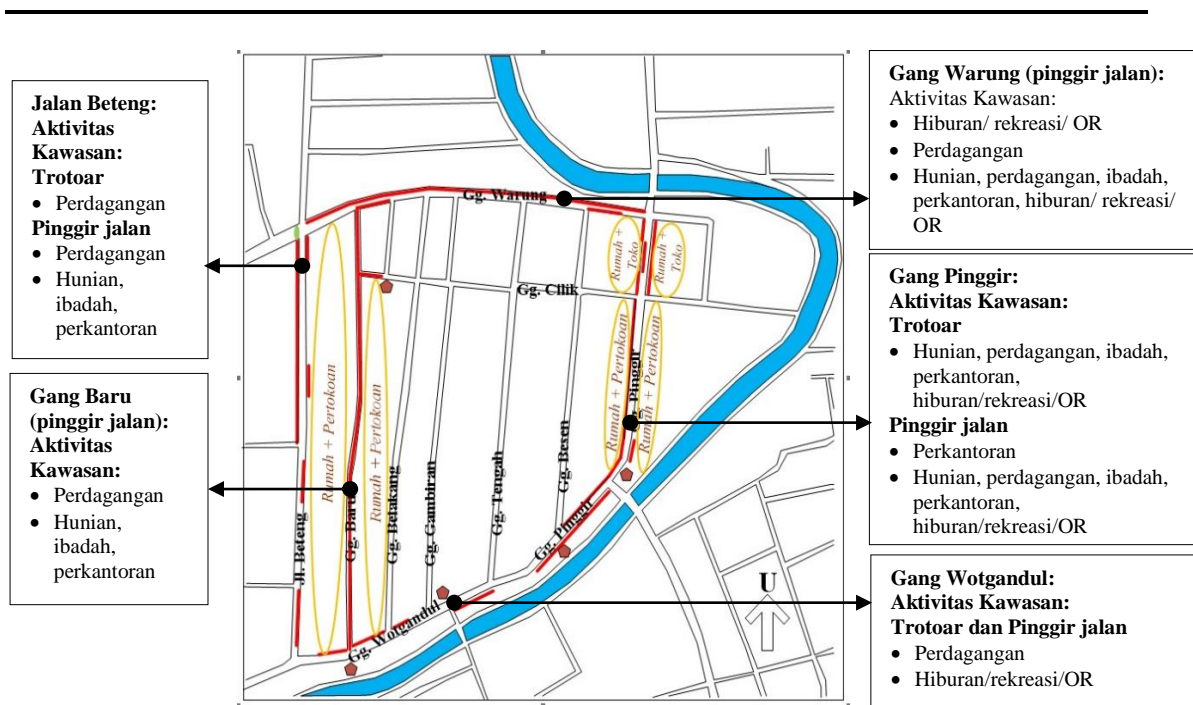 Jalan Beteng:
Aktivitas
Kawasan:
Trotoar
• Perdagangan
Pinggir jalan
• Perdagangan
• Hunian,
ibadah,
perkantoran
Gang Baru
(pinggir jalan):
Aktivitas
Kawasan:
• Perdagangan
• Hunian,
ibadah,
perkantoran
Gg. Warung
Rumah +
Toko
Rumah +
Toko
Gg. Cilik
Rumah + Pertokoan
Rumah + Pertokoan
Rumah + Pertokoan
Rumah + Pertokoan
Jl. Beteng
Gg. Baru
Gg. Betakang
Gg. Gambiran
Gg. Tengah
Gg. Besen
Gg. Pinggir
Gg. Pinggir
Gg. Wotgandul
U
Gang Warung (pinggir jalan):
Aktivitas Kawasan:
• Hiburan/ rekreasi/ OR
• Perdagangan
• Hunian, perdagangan, ibadah,
perkantoran, hiburan/ rekreasi/
OR
Gang Pinggir:
Aktivitas Kawasan:
Trotoar
• Hunian, perdagangan, ibadah,
perkantoran,
hiburan/rekreasi/OR
Pinggir jalan
• Perkantoran
• Hunian, perdagangan, ibadah,
perkantoran,
hiburan/rekreasi/OR
Gang Wotgandul:
Aktivitas Kawasan:
Trotoar dan Pinggir jalan
• Perdagangan
• Hiburan/rekreasi/OR